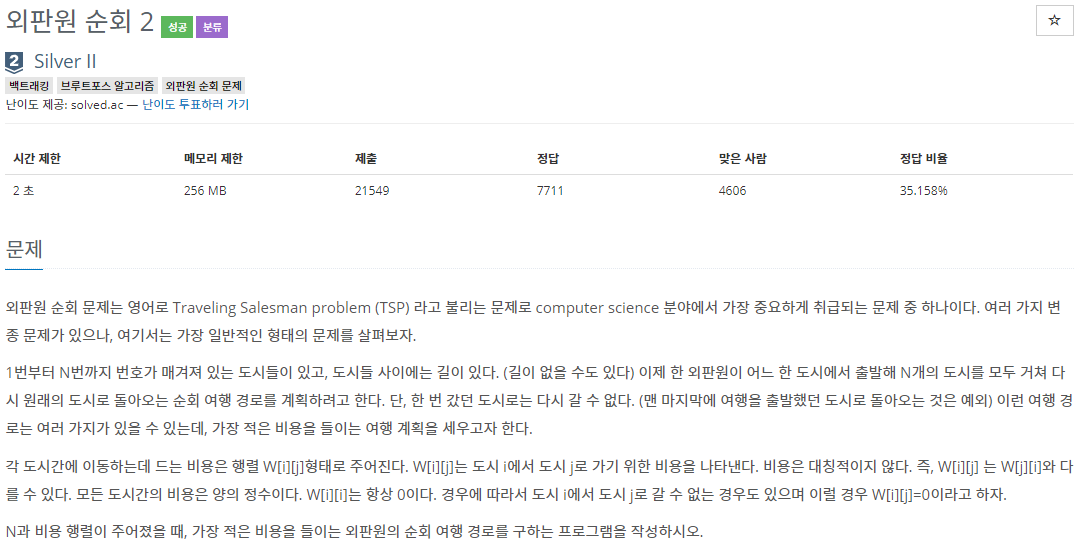 외판원 순회 2 성공 분류
☆
2 Silver II
백트래킹 브루트포스 알고리즘 외판원 순회 문제
난이도 제공: solved.ac — 난이도 투표하러 가기
시간 제한 메모리 제한 제출 정답 맞은 사람 정답 비율
2 초 256 MB 21549 7711 4606 35.158%
문제
외판원 순회 문제는 영어로 Traveling Salesman problem (TSP) 라고 불리는 문제로 computer science 분야에서 가장 중요하게 취급되는 문제 중 하나이다. 여러 가지 변
종 문제가 있으나, 여기서는 가장 일반적인 형태의 문제를 살펴보자.
1번부터 N번까지 번호가 매겨져 있는 도시들이 있고, 도시들 사이에는 길이 있다. (길이 없을 수도 있다) 이제 한 외판원이 어느 한 도시에서 출발해 N개의 도시를 모두 거쳐 다
시 원래의 도시로 돌아오는 순회 여행 경로를 계획하려고 한다. 단, 한 번 갔던 도시로는 다시 갈 수 없다. (맨 마지막에 여행을 출발했던 도시로 돌아오는 것은 예외) 이런 여행 경
로는 여러 가지가 있을 수 있는데, 가장 적은 비용을 들이는 여행 계획을 세우고자 한다.
각 도시간에 이동하는데 드는 비용은 행렬 W[i][j]형태로 주어진다. W[i][j]는 도시 i에서 도시 j로 가기 위한 비용을 나타낸다. 비용은 대칭적이지 않다. 즉, W[i][j] 는 W[j][i]와 다
를 수 있다. 모든 도시간의 비용은 양의 정수이다. W[i][i]는 항상 0이다. 경우에 따라서 도시 i에서 도시 j로 갈 수 없는 경우도 있으며 이럴 경우 W[i][j]=0이라고 하자.
N과 비용 행렬이 주어졌을 때, 가장 적은 비용을 들이는 외판원의 순회 여행 경로를 구하는 프로그램을 작성하시오.